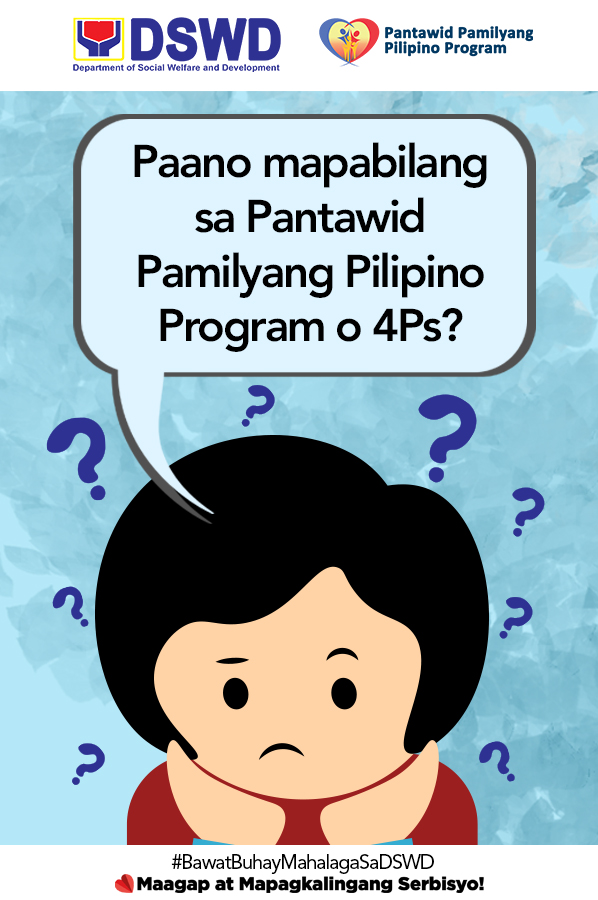 DSWD
Department of Social Welfare and Development
Pantawid Pamilyang
Pilipino Program
Paano mapabilang
sa Pantawid
Pamilyang Pilipino
Program o 4Ps?
#BawatBuhayMahalagaSaDSWD
Maagap at Mapagkalingang Serbisyo!